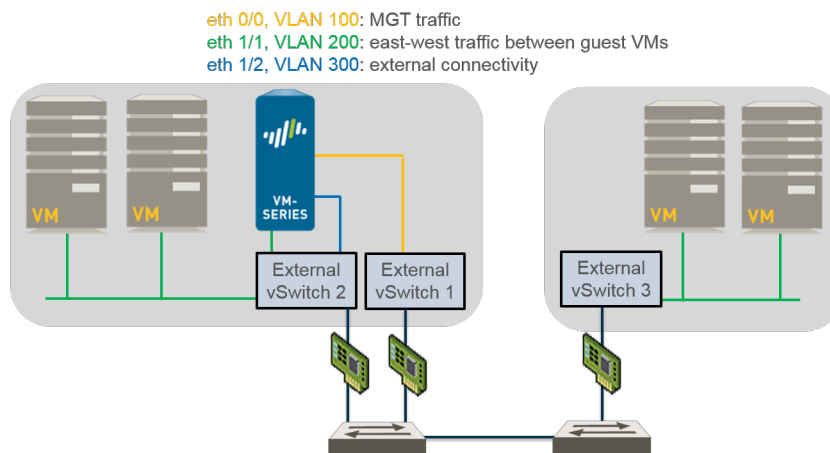 eth 0/0, VLAN 100: MGT traffic
eth 1/1, VLAN 200: east-west traffic between guest VMs
eth 1/2, VLAN 300: external connectivity
VM
VM
VM-
SERIES
VM
VM
External
vSwitch 2
External
vSwitch 1
External
vSwitch 3